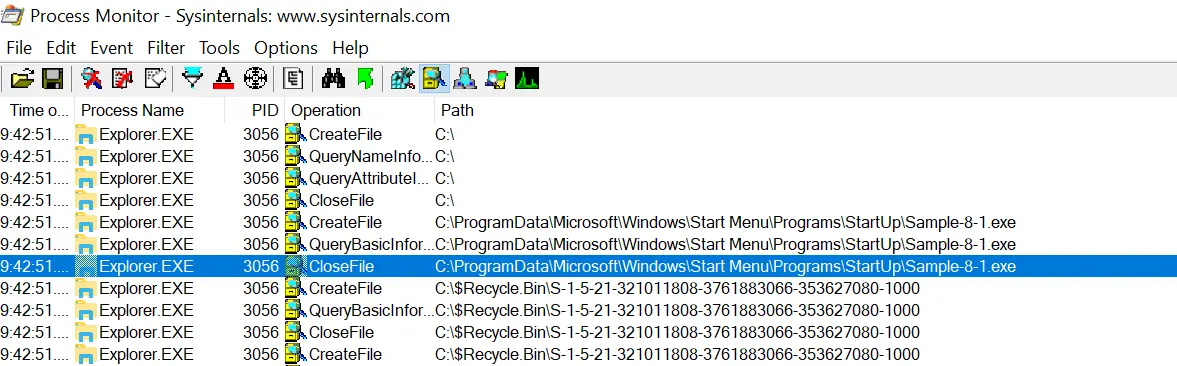 Process Monitor - Sysinternals: www.sysinternals.com
File Edit Event Filter Tools Options Help
Time o... Process Name PID Operation Path
9:42:51.... Explorer.EXE 3056 CreateFile C:\
9:42:51.... Explorer.EXE 3056 QueryNameInfo... C:\
9:42:51.... Explorer.EXE 3056 QueryAttributeI... C:\
9:42:51.... Explorer.EXE 3056 CloseFile C:\
9:42:51.... Explorer.EXE 3056 CreateFile C:\ProgramData\Microsoft\Windows\Start Menu\Programs\StartUp\Sample-8-1.exe
9:42:51.... Explorer.EXE 3056 QueryBasicInfor... C:\ProgramData\Microsoft\Windows\Start Menu\Programs\StartUp\Sample-8-1.exe
9:42:51.... Explorer.EXE 3056 CloseFile C:\ProgramData\Microsoft\Windows\Start Menu\Programs\StartUp\Sample-8-1.exe
9:42:51.... Explorer.EXE 3056 CreateFile C:\$Recycle.Bin\S-1-5-21-321011808-3761883066-353627080-1000
9:42:51.... Explorer.EXE 3056 QueryBasicInfor... C:\$Recycle.Bin\S-1-5-21-321011808-3761883066-353627080-1000
9:42:51.... Explorer.EXE 3056 CloseFile C:\$Recycle.Bin\S-1-5-21-321011808-3761883066-353627080-1000
9:42:51.... Explorer.EXE 3056 CreateFile C:\$Recycle.Bin\S-1-5-21-321011808-3761883066-353627080-1000